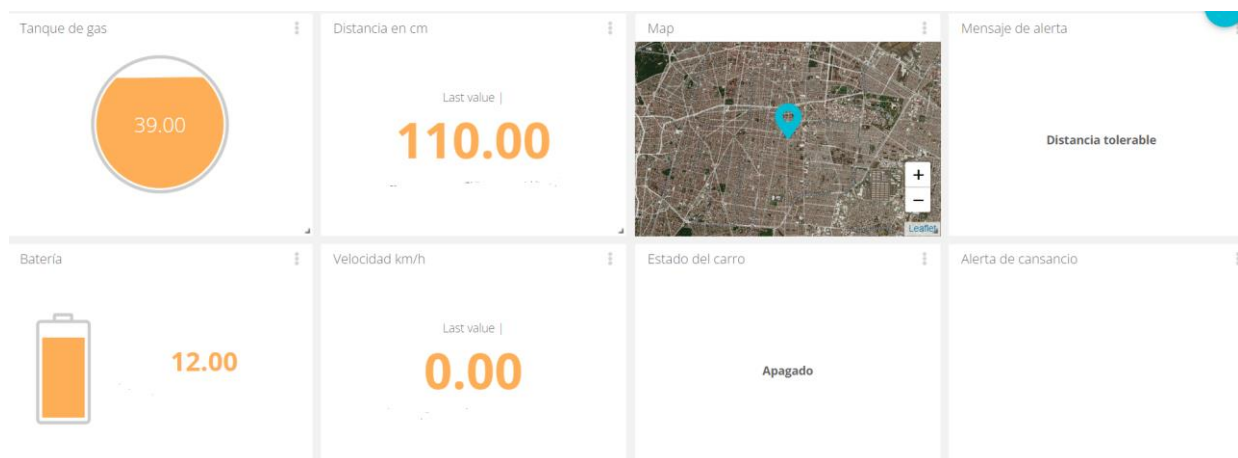 Tanque de gas
39.00
Distancia en cm
Last value |
110.00
Map
+
−
Leaflet
Mensaje de alerta
Distancia tolerable
Batería
12.00
Velocidad km/h
Last value |
0.00
Estado del carro
Apagado
Alerta de cansancio